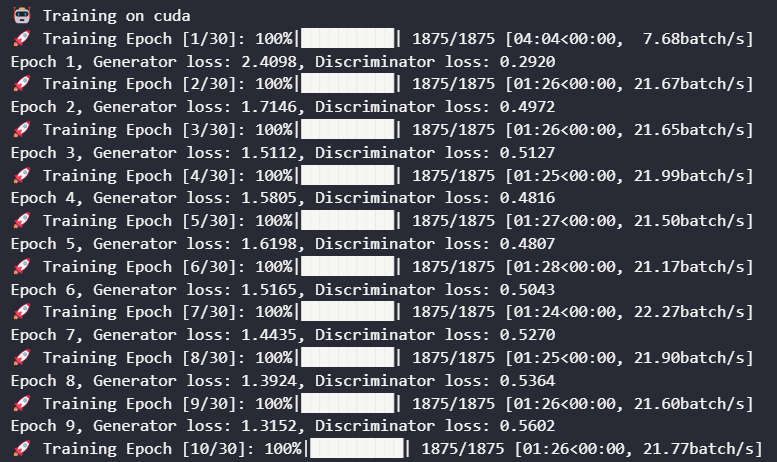 🤖 Training on cuda
🚀 Training Epoch [1/30]: 100%|██████████| 1875/1875 [04:04<00:00,  7.68batch/s]
Epoch 1, Generator loss: 2.4098, Discriminator loss: 0.2920
🚀 Training Epoch [2/30]: 100%|██████████| 1875/1875 [01:26<00:00, 21.67batch/s]
Epoch 2, Generator loss: 1.7146, Discriminator loss: 0.4972
🚀 Training Epoch [3/30]: 100%|██████████| 1875/1875 [01:26<00:00, 21.65batch/s]
Epoch 3, Generator loss: 1.5112, Discriminator loss: 0.5127
🚀 Training Epoch [4/30]: 100%|██████████| 1875/1875 [01:25<00:00, 21.99batch/s]
Epoch 4, Generator loss: 1.5805, Discriminator loss: 0.4816
🚀 Training Epoch [5/30]: 100%|██████████| 1875/1875 [01:27<00:00, 21.50batch/s]
Epoch 5, Generator loss: 1.6198, Discriminator loss: 0.4807
🚀 Training Epoch [6/30]: 100%|██████████| 1875/1875 [01:28<00:00, 21.17batch/s]
Epoch 6, Generator loss: 1.5165, Discriminator loss: 0.5043
🚀 Training Epoch [7/30]: 100%|██████████| 1875/1875 [01:24<00:00, 22.27batch/s]
Epoch 7, Generator loss: 1.4435, Discriminator loss: 0.5270
🚀 Training Epoch [8/30]: 100%|██████████| 1875/1875 [01:25<00:00, 21.90batch/s]
Epoch 8, Generator loss: 1.3924, Discriminator loss: 0.5364
🚀 Training Epoch [9/30]: 100%|██████████| 1875/1875 [01:26<00:00, 21.60batch/s]
Epoch 9, Generator loss: 1.3152, Discriminator loss: 0.5602
🚀 Training Epoch [10/30]: 100%|██████████| 1875/1875 [01:26<00:00, 21.77batch/s]